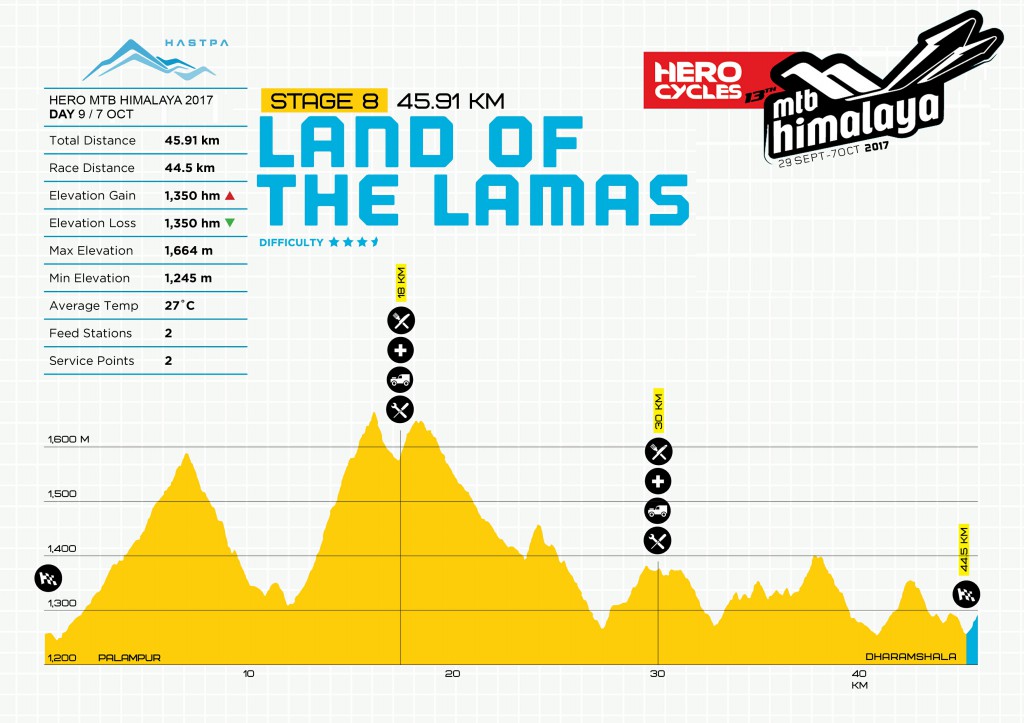 HASTPA
HERO MTB HIMALAYA 2017
DAY 9 / 7 OCT
Total Distance 45.91 km
Race Distance 44.5 km
Elevation Gain 1,350 hm
Elevation Loss 1,350 hm
Max Elevation 1,664 m
Min Elevation 1,245 m
Average Temp 27°C
Feed Stations 2
Service Points 2
STAGE 8 45.91 KM
LAND OF
THE LAMAS
DIFFICULTY
HERO
CYCLES 13TH
mtb
himalaya
29 SEPT-7OCT 2017
18 KM
30 KM
44.5 KM
1,600 M
1,500
1,400
1,300
1,200
PALAMPUR
DHARAMSHALA
10
20
30
40
KM